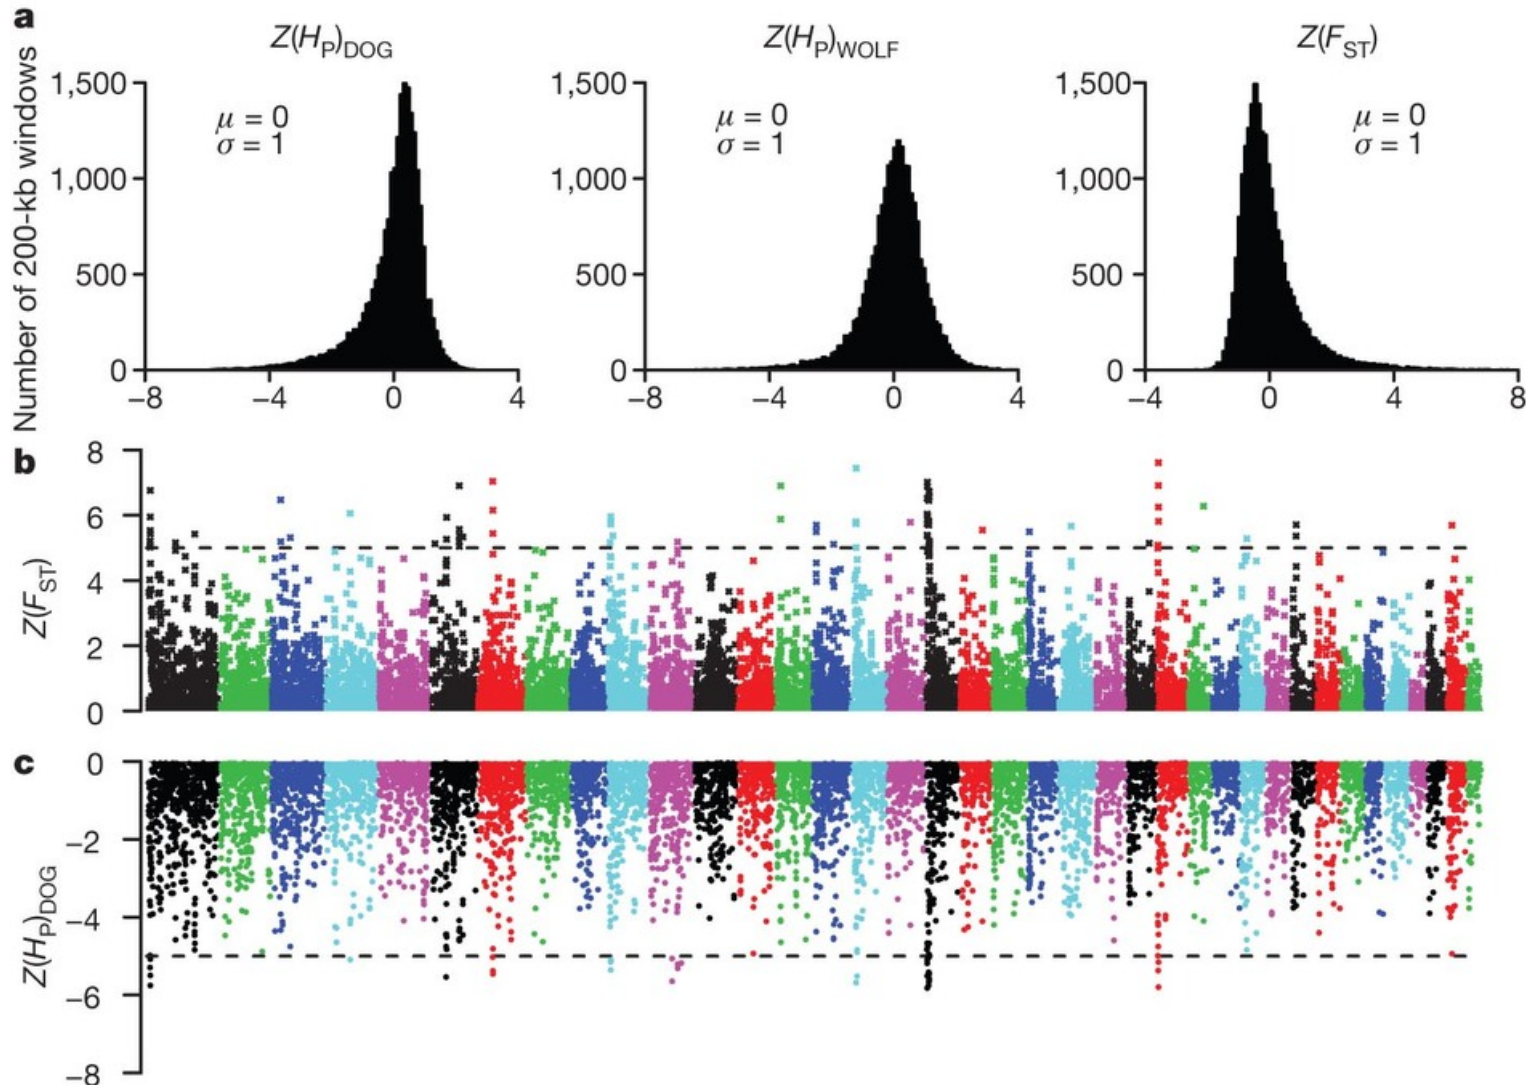 a
Number of 200-kb windows
Z(HP)DOG
1,500
1,000
500
0
μ = 0
σ = 1
−8 −4 0 4
Z(HP)WOLF
1,500
1,000
500
0
μ = 0
σ = 1
−8 −4 0 4
Z(FST)
1,500
1,000
500
0
μ = 0
σ = 1
−4 0 4 8
b
Z(FST)
8
6
4
2
0
c
Z(HP)DOG
0
−2
−4
−6
−8